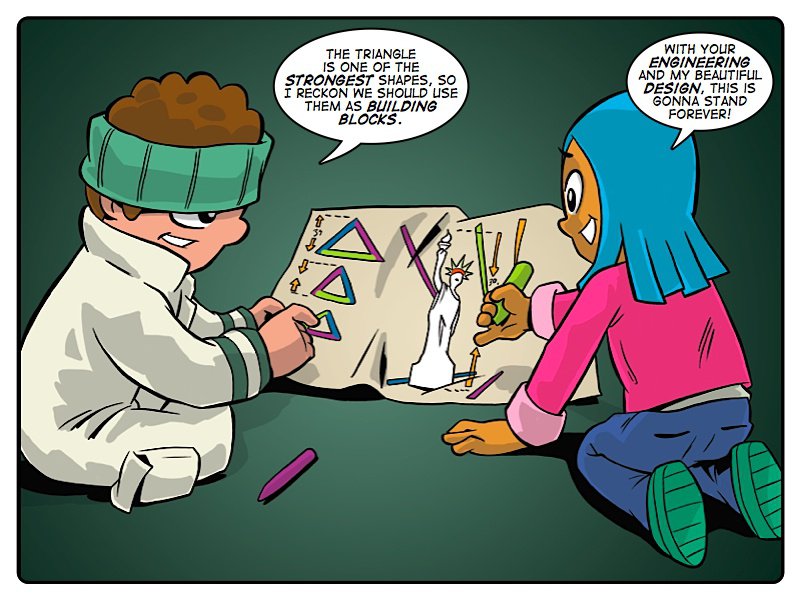 THE TRIANGLE
IS ONE OF THE
STRONGEST SHAPES, SO
I RECKON WE SHOULD USE
THEM AS BUILDING
BLOCKS.
WITH YOUR
ENGINEERING
AND MY BEAUTIFUL
DESIGN, THIS IS
GONNA STAND
FOREVER!